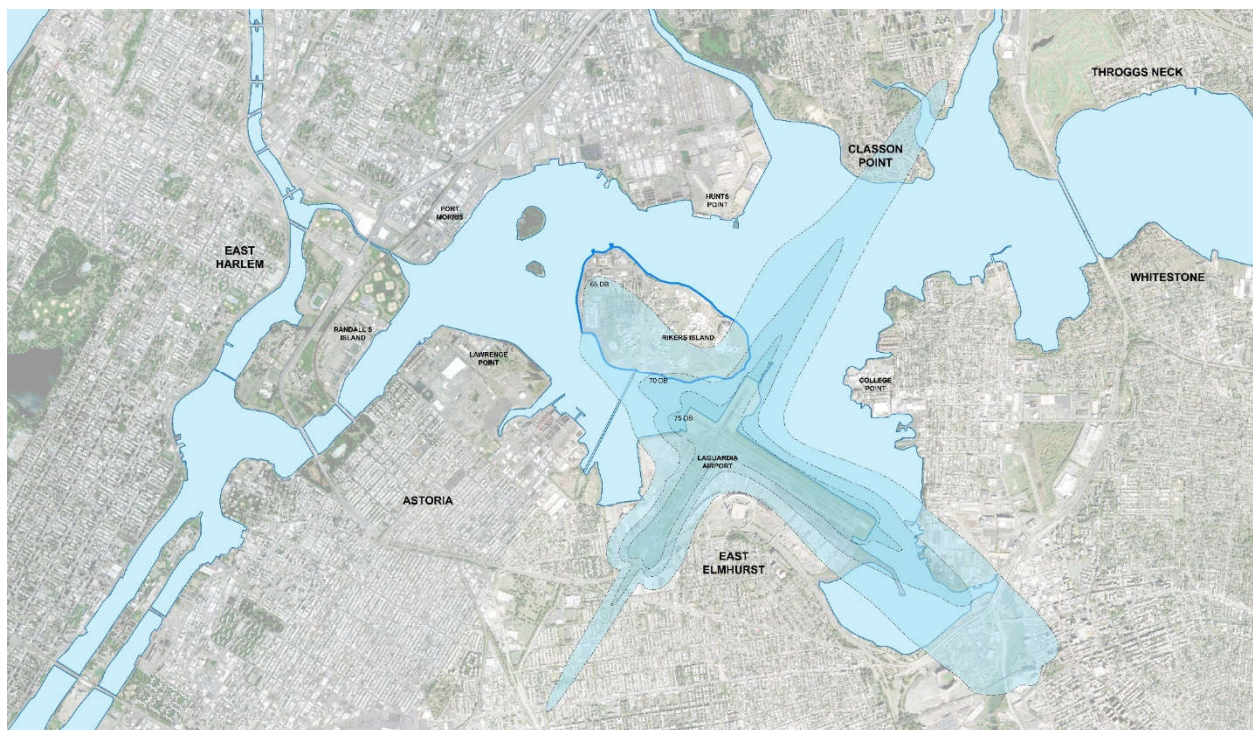 THROGGS NECK
CLASSON
POINT
HUNTS
POINT
PORT
MORRIS
EAST
HARLEM
WHITESTONE
65 DB
RANDALL'S
ISLAND
RIKERS ISLAND
LAWRENCE
POINT
70 DB
COLLEGE
POINT
75 DB
LAGUARDIA
AIRPORT
ASTORIA
EAST
ELMHURST